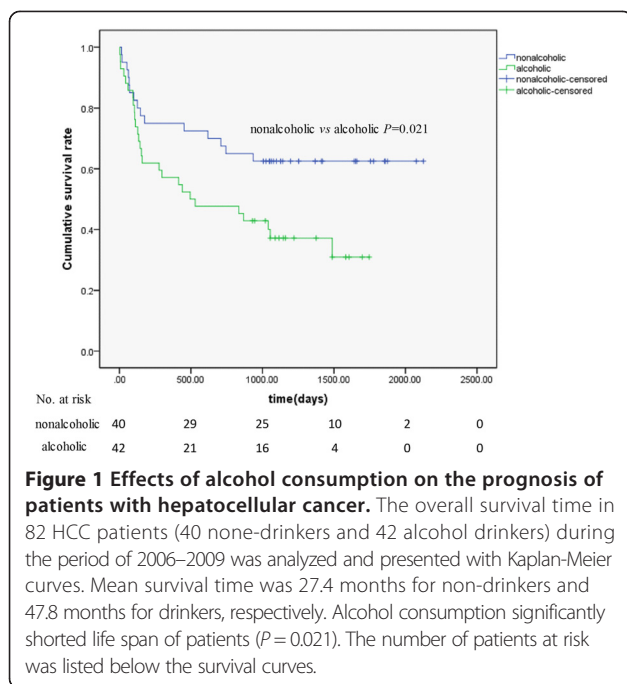 nonalcoholic
alcoholic
nonalcoholic-censored
alcoholic-censored
nonalcoholic vs alcoholic P=0.021
Cumulative survival rate
1.0
0.8
0.6
0.4
0.2
0.0
.00 500.00 1000.00 1500.00 2000.00 2500.00
time(days)
No. at risk
nonalcoholic 40 29 25 10 2 0
alcoholic 42 21 16 4 0 0
Figure 1 Effects of alcohol consumption on the prognosis of
patients with hepatocellular cancer. The overall survival time in
82 HCC patients (40 none-drinkers and 42 alcohol drinkers) during
the period of 2006–2009 was analyzed and presented with Kaplan-Meier
curves. Mean survival time was 27.4 months for non-drinkers and
47.8 months for drinkers, respectively. Alcohol consumption significantly
shorted life span of patients (P = 0.021). The number of patients at risk
was listed below the survival curves.